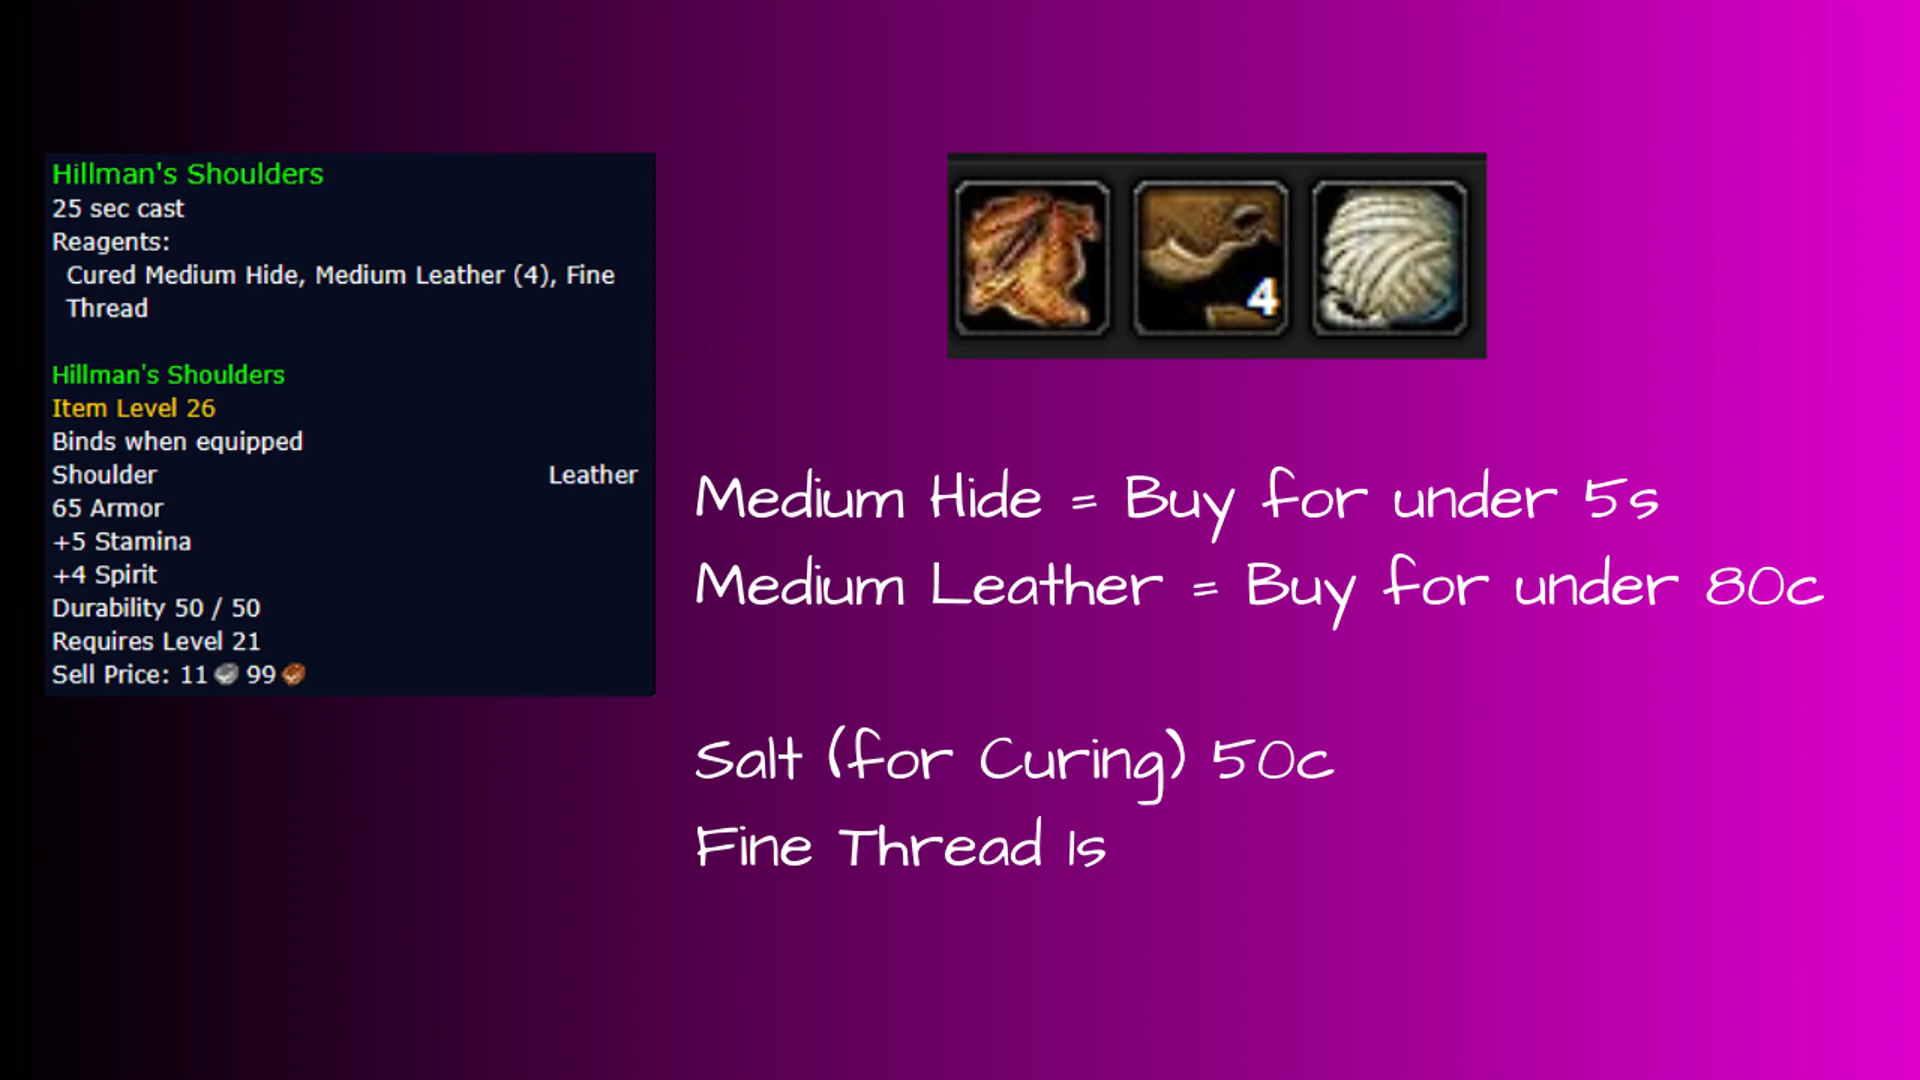 Hillman's Shoulders
25 sec cast
Reagents:
Cured Medium Hide, Medium Leather (4), Fine
Thread
Hillman's Shoulders
Item Level 26
Binds when equipped
Shoulder Leather
65 Armor
+5 Stamina
+4 Spirit
Durability 50 / 50
Requires Level 21
Sell Price: 11 99
4
Medium Hide = Buy for under 5s
Medium Leather = Buy for under 80c
Salt (for Curing) 50c
Fine Thread 1s